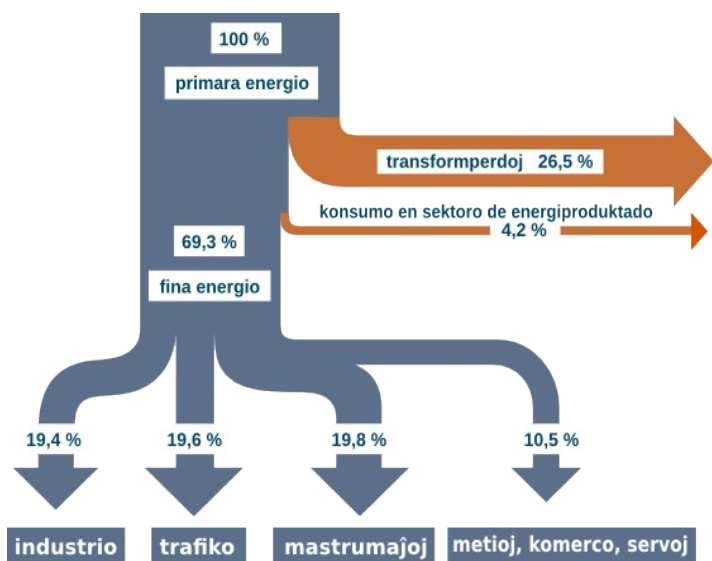 100 %
primara energio
transformperdoj 26,5 %
konsumo en sektoro de energiproduktado
4,2 %
69,3 %
fina energio
19,4 %
19,6 %
19,8 %
10,5 %
industrio
trafiko
mastrumaĵoj
metioj, komerco, servoj